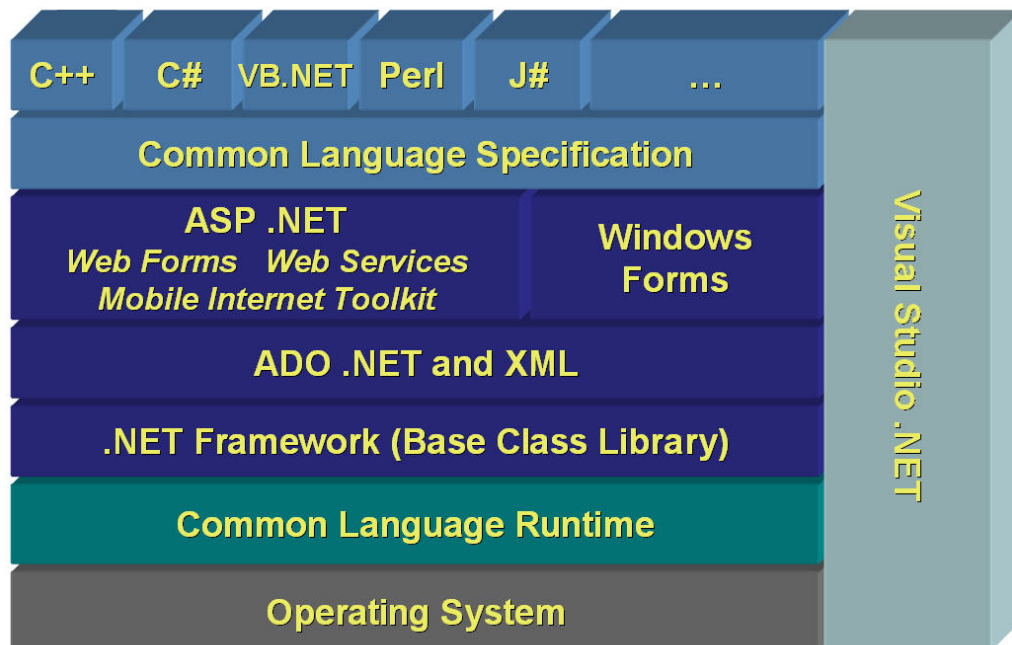 C++ C# VB.NET Perl J# ...
Common Language Specification
ASP .NET
Web Forms Web Services
Mobile Internet Toolkit
Windows
Forms
ADO .NET and XML
.NET Framework (Base Class Library)
Common Language Runtime
Operating System
Visual Studio .NET